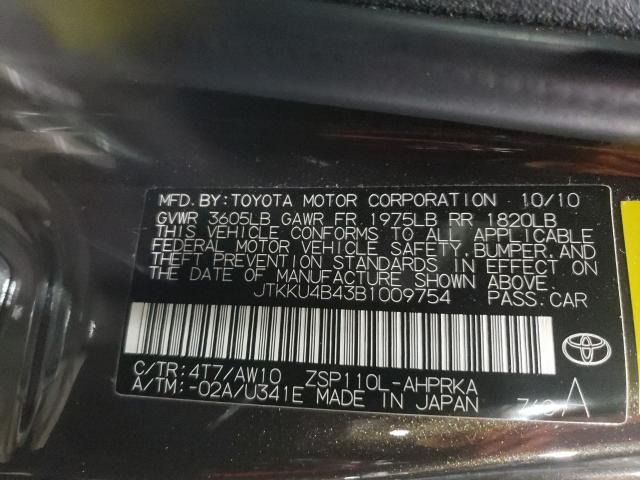 MFD.BY:TOYOTA MOTOR CORPORATION 10/10
GVWR 3605LB GAWR FR 1975LB RR 1820LB
THIS VEHICLE CONFORMS TO ALL APPLICABLE
FEDERAL MOTOR VEHICLE SAFETY, BUMPER, AND
THEFT PREVENTION STANDARDS IN EFFECT ON
THE DATE OF MANUFACTURE SHOWN ABOVE.
JTKKU4B43B1009754 PASS.CAR
C/TR:4T7/AW10 ZSP110L-AHPRKA
A/TM:-02A/U341E MADE IN JAPAN A